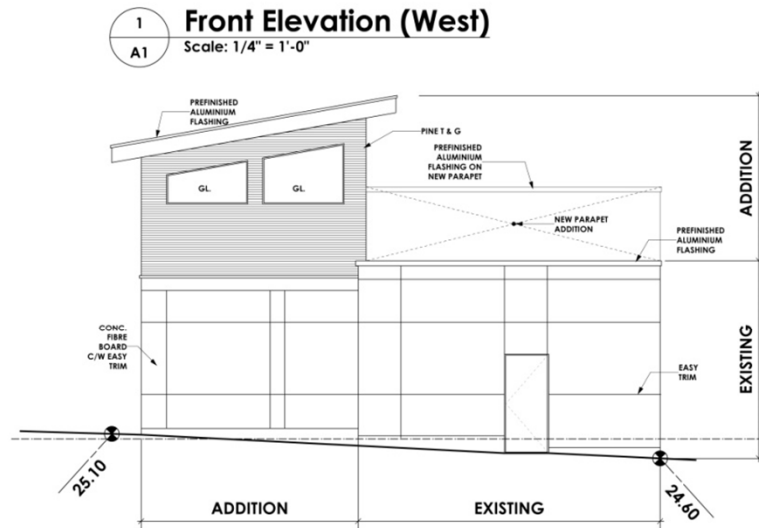 1
A1
Front Elevation (West)
Scale: 1/4" = 1'-0"
PREFINISHED
ALUMINIUM
FLASHING
PINE T & G
PREFINISHED
ALUMINIUM
FLASHING ON
NEW PARAPET
GL.
GL.
NEW PARAPET
ADDITION
PREFINISHED
ALUMINIUM
FLASHING
ADDITION
CONC.
FIBRE
BOARD
C/W EASY
TRIM
EASY
TRIM
EXISTING
25.10
24.60
ADDITION
EXISTING